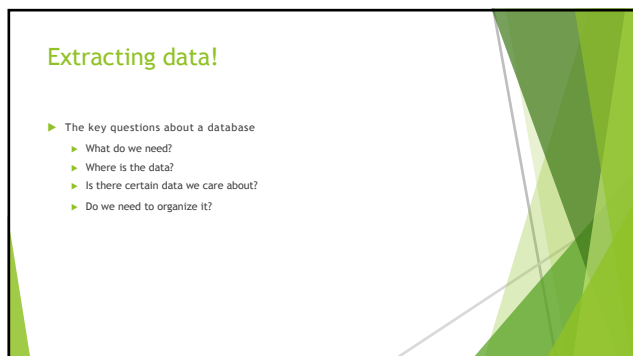 Extracting data!
The key questions about a database
What do we need?
Where is the data?
Is there certain data we care about?
Do we need to organize it?